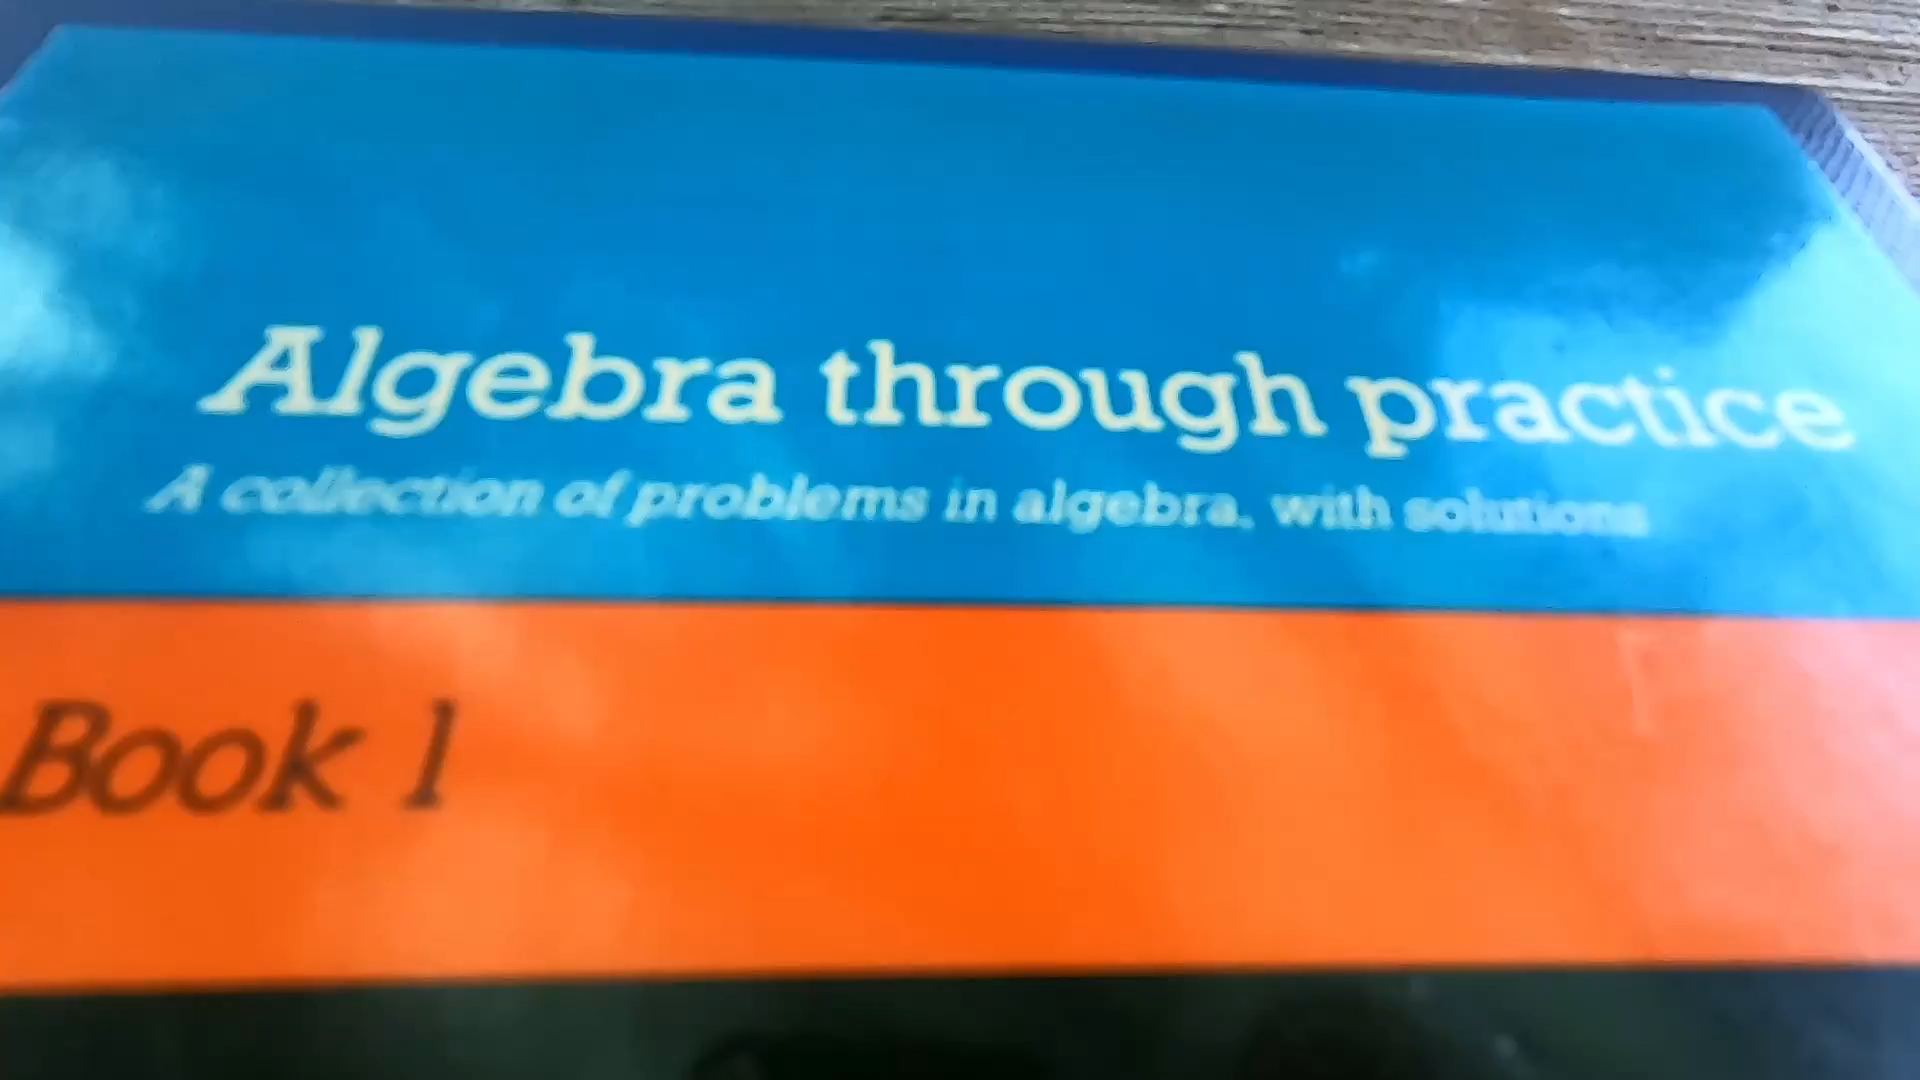 Algebra through practice
A collection of problems in algebra, with solutions
Book 1